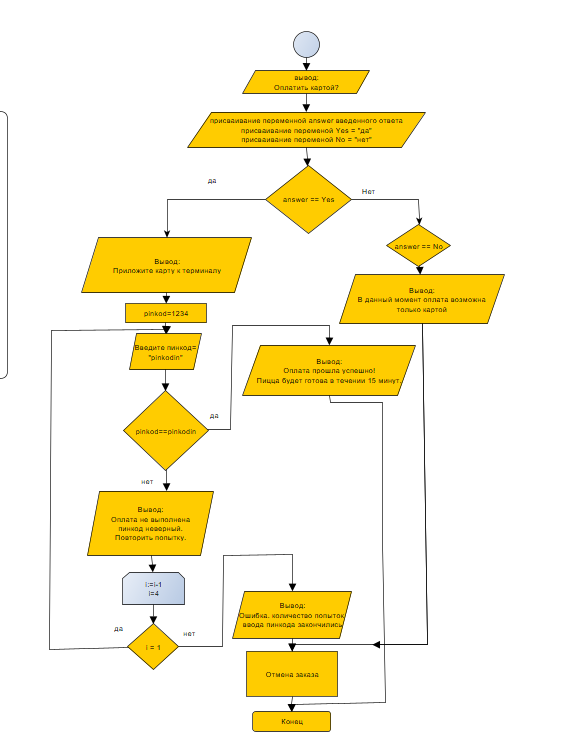 вывод:
Оплатить картой?
присваивание переменной answer введенного ответа
присваивание переменой Yes = "да"
присваивание переменой No = "нет"
да
answer == Yes
Нет
answer == No
Вывод:
Приложите карту к терминалу
Вывод:
В данный момент оплата возможна
только картой
pinkod=1234
Введите пинкод=
"pinkodin"
Вывод:
Оплата прошла успешно!
Пицца будет готова в течении 15 минут.
да
pinkod==pinkodin
нет
Вывод:
Оплата не выполнена
пинкод неверный.
Повторить попытку.
i:=i-1
i=4
да
i = 1
нет
Вывод:
Ошибка. количество попыток
ввода пинкода закончились
Отмена заказа
Конец